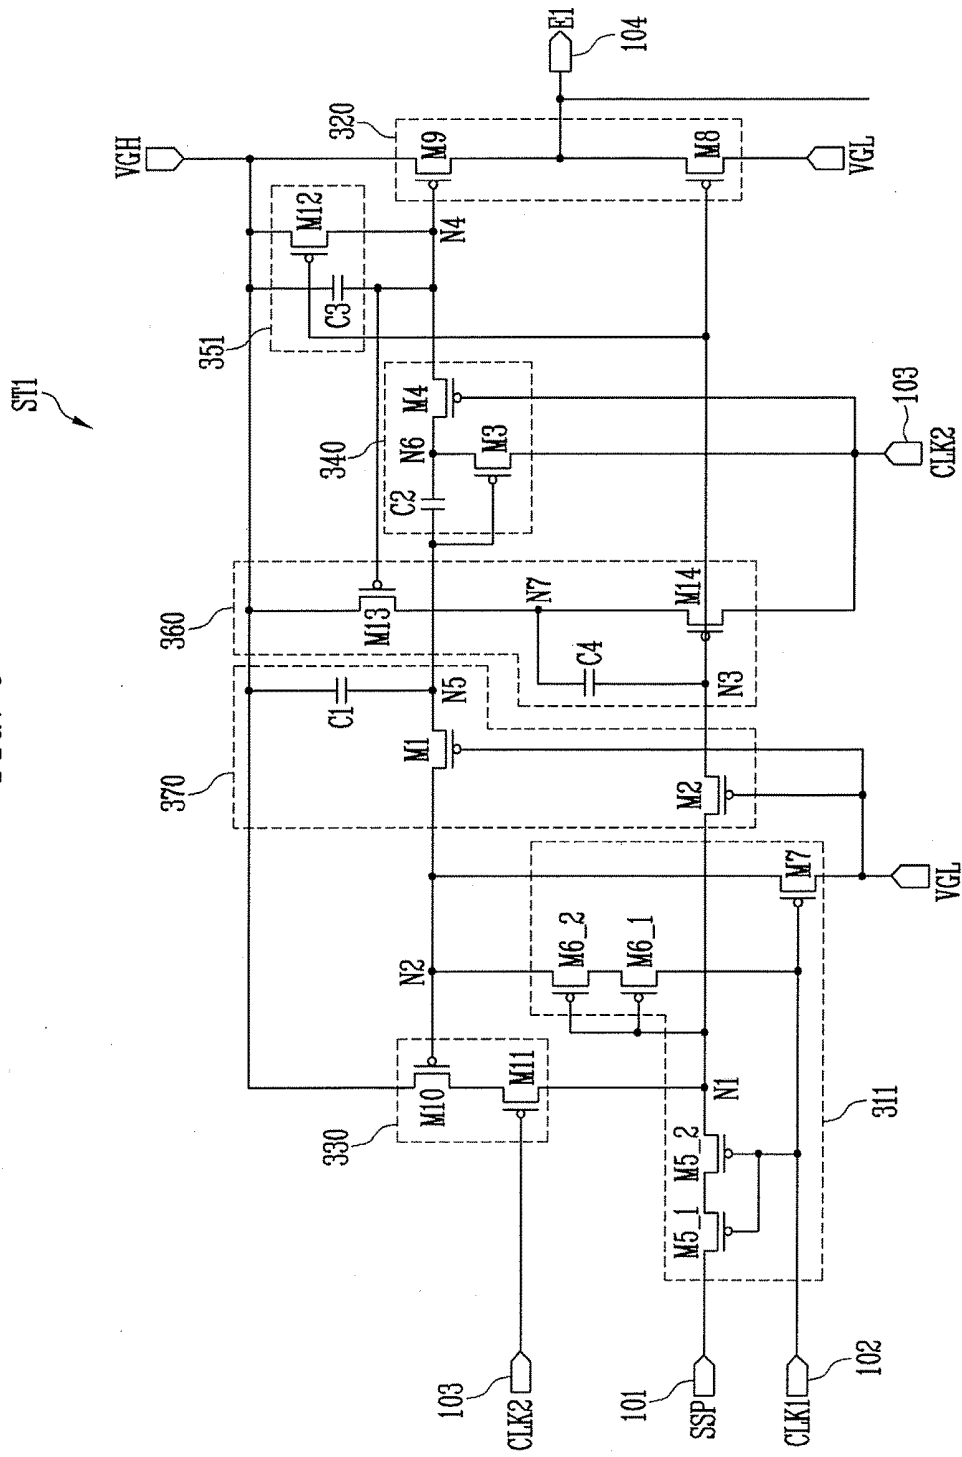 ST1
VGH
E1
104
320
M9
M8
VGL
351
M12
N4
C3
340
M4
N6
M3
C2
103
CLK2
360
M13
N7
M14
C4
N3
370
C1
N5
M1
M2
M7
VGL
N2
M6_2
M6_1
330
M10
M11
N1
311
M5_2
M5_1
103
CLK2
101
SSP
CLK1
102